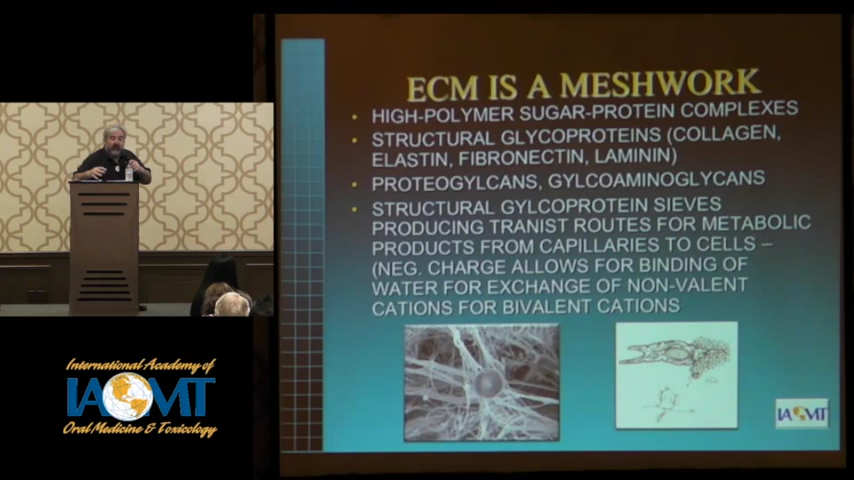 ECM IS A MESHWORK
• HIGH-POLYMER SUGAR-PROTEIN COMPLEXES
• STRUCTURAL GLYCOPROTEINS (COLLAGEN,
ELASTIN, FIBRONECTIN, LAMININ)
• PROTEOGYLCANS, GYLCOAMINOGLYCANS
• STRUCTURAL GYLCOPROTEIN SIEVES
PRODUCING TRANIST ROUTES FOR METABOLIC
PRODUCTS FROM CAPILLARIES TO CELLS –
(NEG. CHARGE ALLOWS FOR BINDING OF
WATER FOR EXCHANGE OF NON-VALENT
CATIONS FOR BIVALENT CATIONS
IAOMT
International Academy of
IAOMT
Oral Medicine & Toxicology